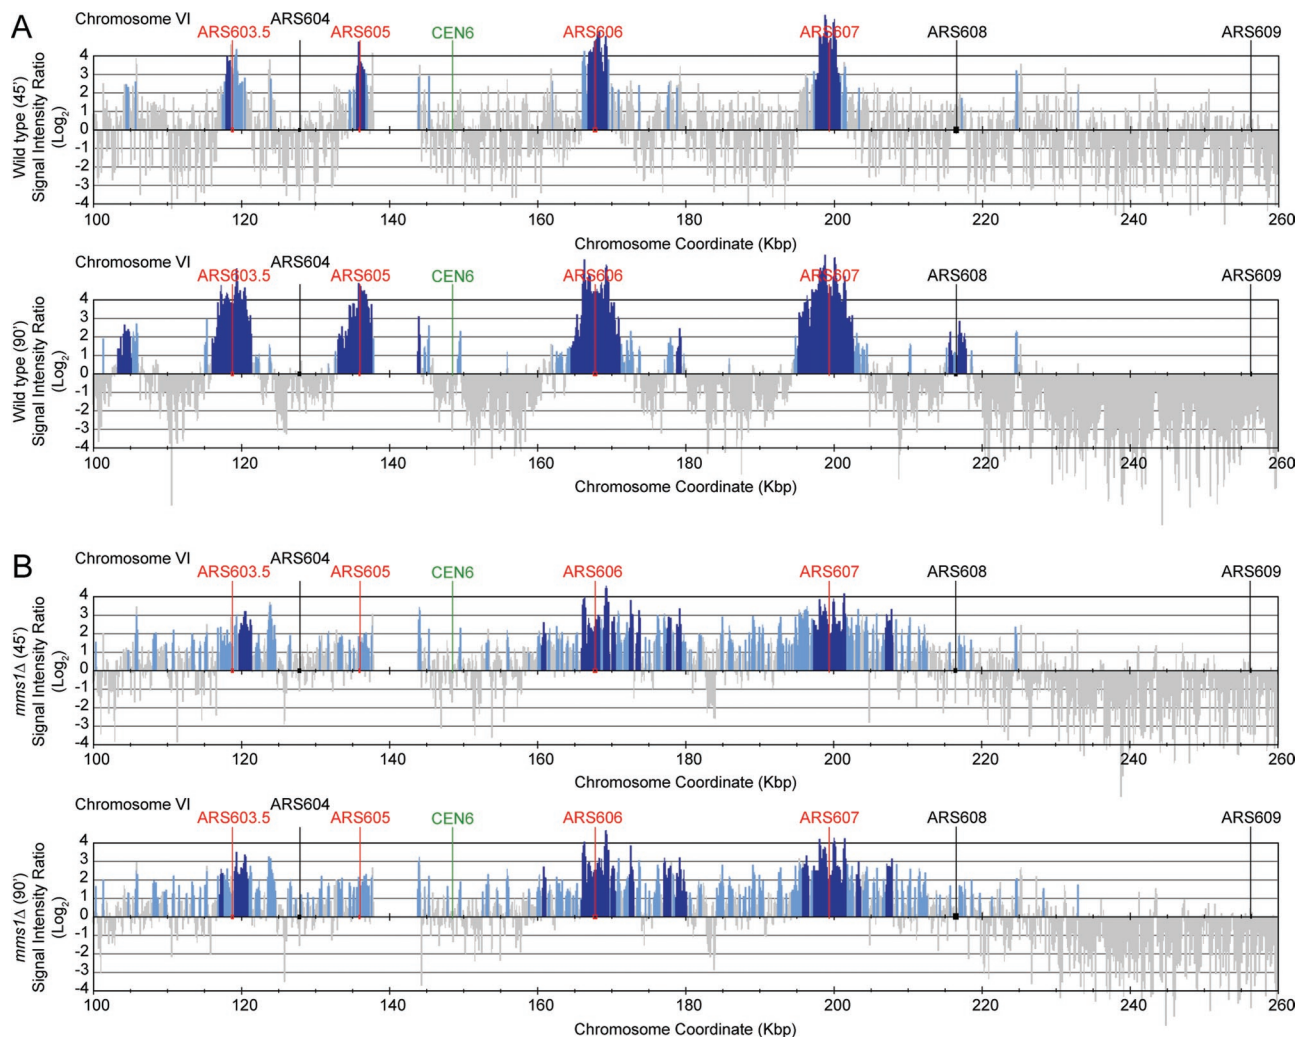 A
Chromosome VI ARS604 ARS608 ARS609
ARS603.5 ARS605 CEN6 ARS606 ARS607
Wild type (45')
Signal Intensity Ratio
(Log2)
4
3
2
1
0
-1
-2
-3
-4
100 120 140 160 180 200 220 240 260
Chromosome Coordinate (Kbp)
Chromosome VI ARS604
ARS603.5 ARS605 CEN6 ARS606 ARS607 ARS608 ARS609
Wild type (90')
Signal Intensity Ratio
(Log2)
4
3
2
1
0
-1
-2
-3
-4
100 120 140 160 180 200 220 240 260
Chromosome Coordinate (Kbp)
B
Chromosome VI ARS604
ARS603.5 ARS605 CEN6 ARS606 ARS607 ARS608 ARS609
mms1Δ (45')
Signal Intensity Ratio
(Log2)
4
3
2
1
0
-1
-2
-3
-4
100 120 140 160 180 200 220 240 260
Chromosome Coordinate (Kbp)
Chromosome VI ARS604
ARS603.5 ARS605 CEN6 ARS606 ARS607 ARS608 ARS609
mms1Δ (90')
Signal Intensity Ratio
(Log2)
4
3
2
1
0
-1
-2
-3
-4
100 120 140 160 180 200 220 240 260
Chromosome Coordinate (Kbp)